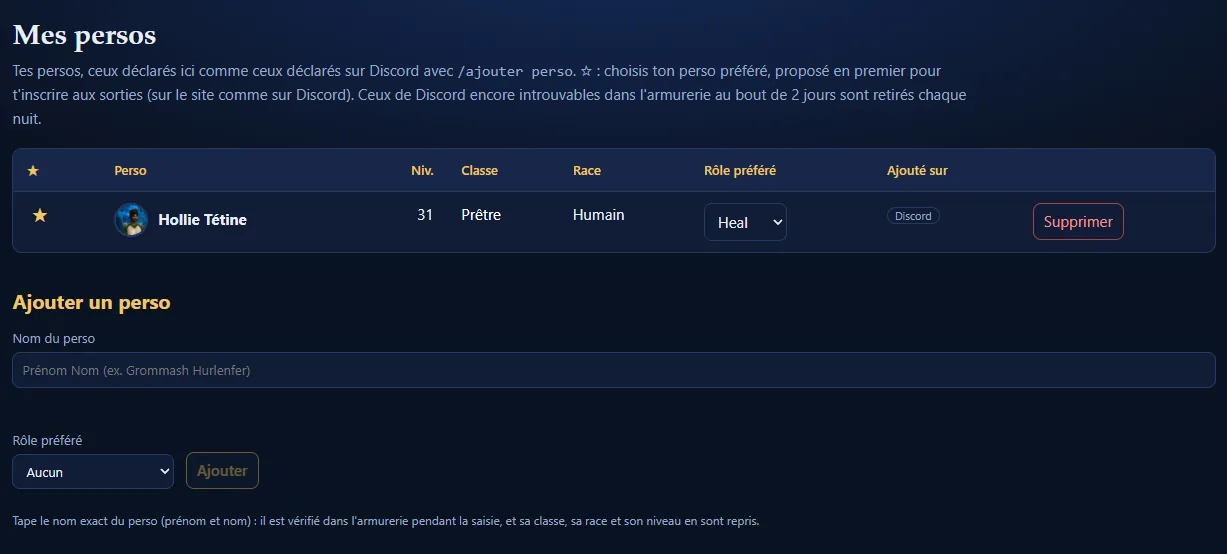 Mes persos
Tes persos, ceux déclarés ici comme ceux déclarés sur Discord avec /ajouter perso. ☆ : choisis ton perso préféré, proposé en premier pour
t'inscrire aux sorties (sur le site comme sur Discord). Ceux de Discord encore introuvables dans l'armurerie au bout de 2 jours sont retirés chaque
nuit.
★ Perso Niv. Classe Race Rôle préféré Ajouté sur
★ Hollie Tétine 31 Prêtre Humain Heal Discord Supprimer
Ajouter un perso
Nom du perso
Prénom Nom (ex. Grommash Hurlenfer)
Rôle préféré
Aucun Ajouter
Tape le nom exact du perso (prénom et nom) : il est vérifié dans l'armurerie pendant la saisie, et sa classe, sa race et son niveau en sont repris.